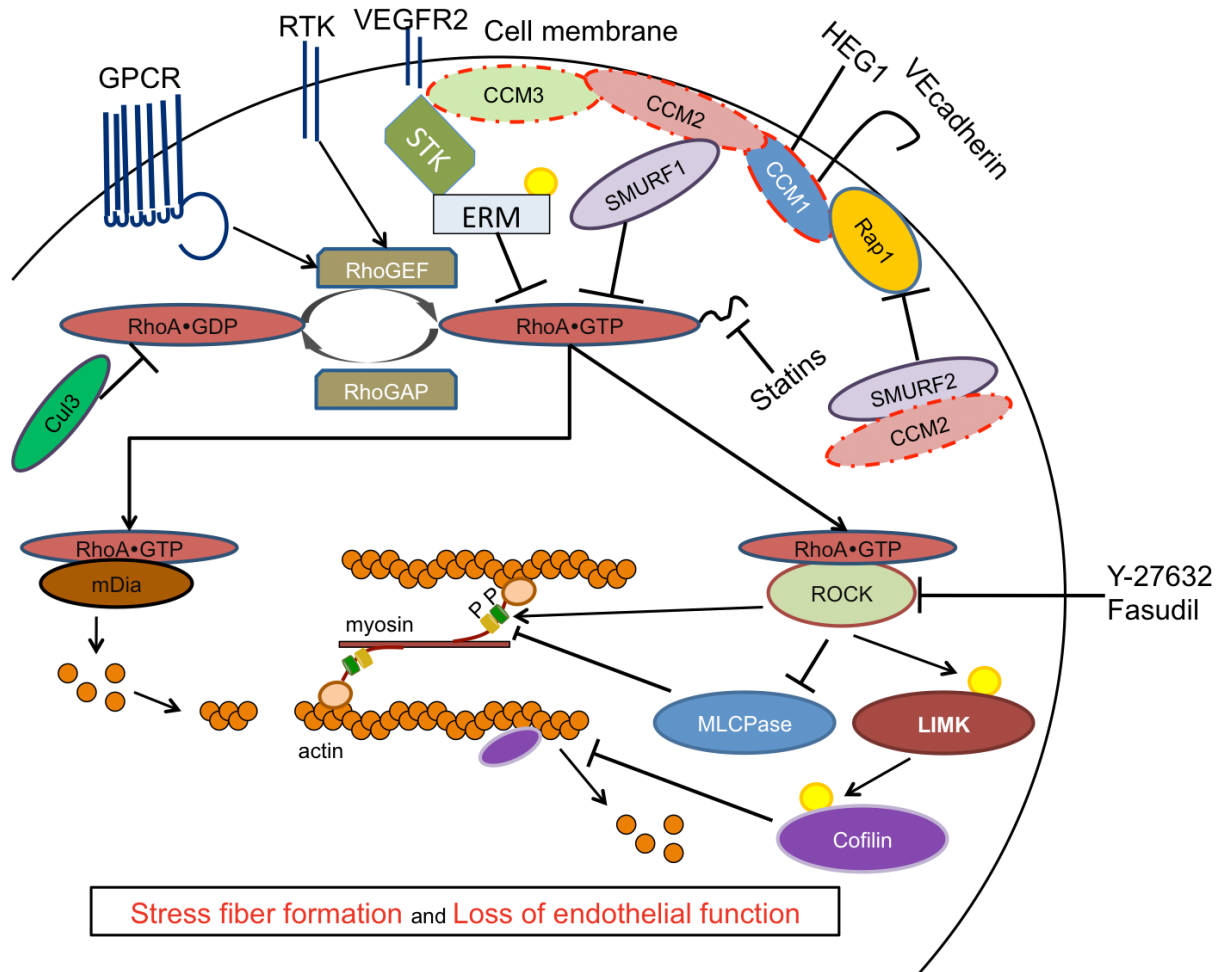 RTK
VEGFR2
Cell membrane
HEG1
VEcadherin
GPCR
CCM3
CCM2
STK
SMURF1
CCM1
ERM
Rap1
RhoGEF
RhoA•GDP
RhoA•GTP
Statins
RhoGAP
Cul3
SMURF2
CCM2
RhoA•GTP
mDia
P P
myosin
actin
RhoA•GTP
ROCK
Y-27632
Fasudil
MLCPase
LIMK
Cofilin
Stress fiber formation and Loss of endothelial function